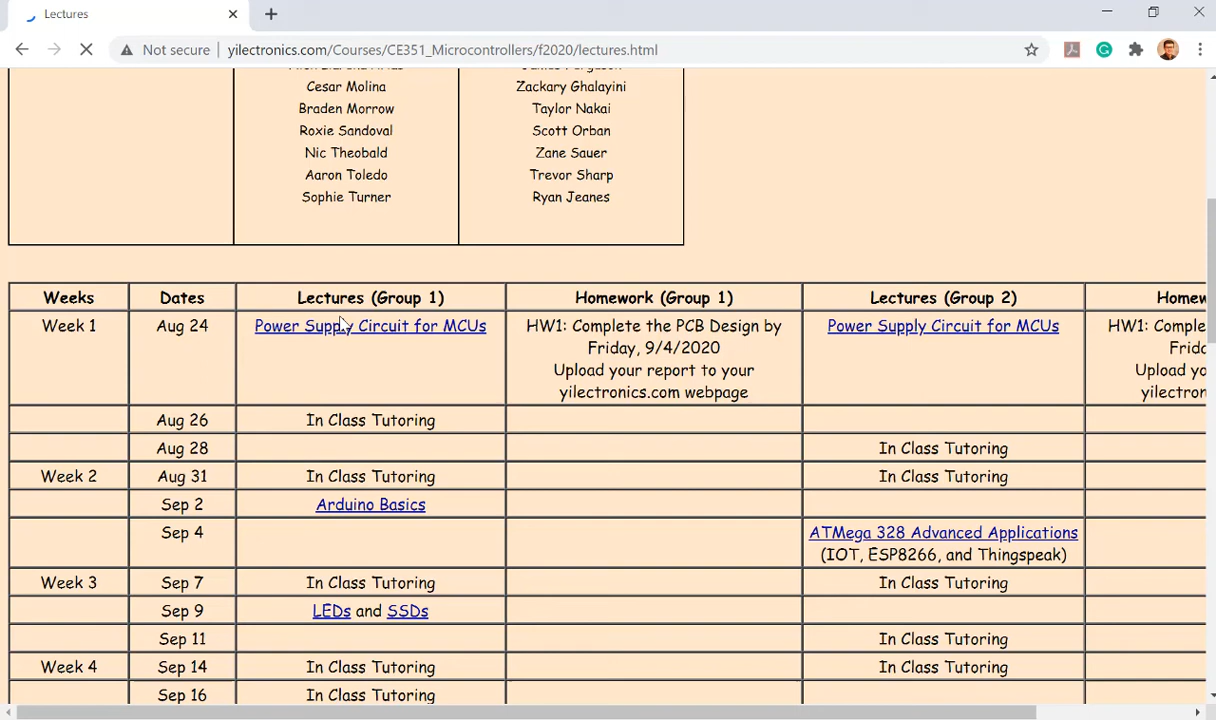 Lectures
Not secure yilectronics.com/Courses/CE351_Microcontrollers/f2020/lectures.html
Cesar Molina Zackary Ghalayini
Braden Morrow Taylor Nakai
Roxie Sandoval Scott Orban
Nic Theobald Zane Sauer
Aaron Toledo Trevor Sharp
Sophie Turner Ryan Jeanes
Weeks Dates Lectures (Group 1) Homework (Group 1) Lectures (Group 2) Homew
Week 1 Aug 24 Power Supply Circuit for MCUs HW1: Complete the PCB Design by Power Supply Circuit for MCUs HW1: Comple
Friday, 9/4/2020 Frida
Upload your report to your Upload yo
yilectronics.com webpage yilectron
Aug 26 In Class Tutoring
Aug 28 In Class Tutoring
Week 2 Aug 31 In Class Tutoring In Class Tutoring
Sep 2 Arduino Basics
Sep 4 ATMega 328 Advanced Applications
(IOT, ESP8266, and Thingspeak)
Week 3 Sep 7 In Class Tutoring In Class Tutoring
Sep 9 LEDs and SSDs
Sep 11 In Class Tutoring
Week 4 Sep 14 In Class Tutoring In Class Tutoring
Sep 16 In Class Tutoring